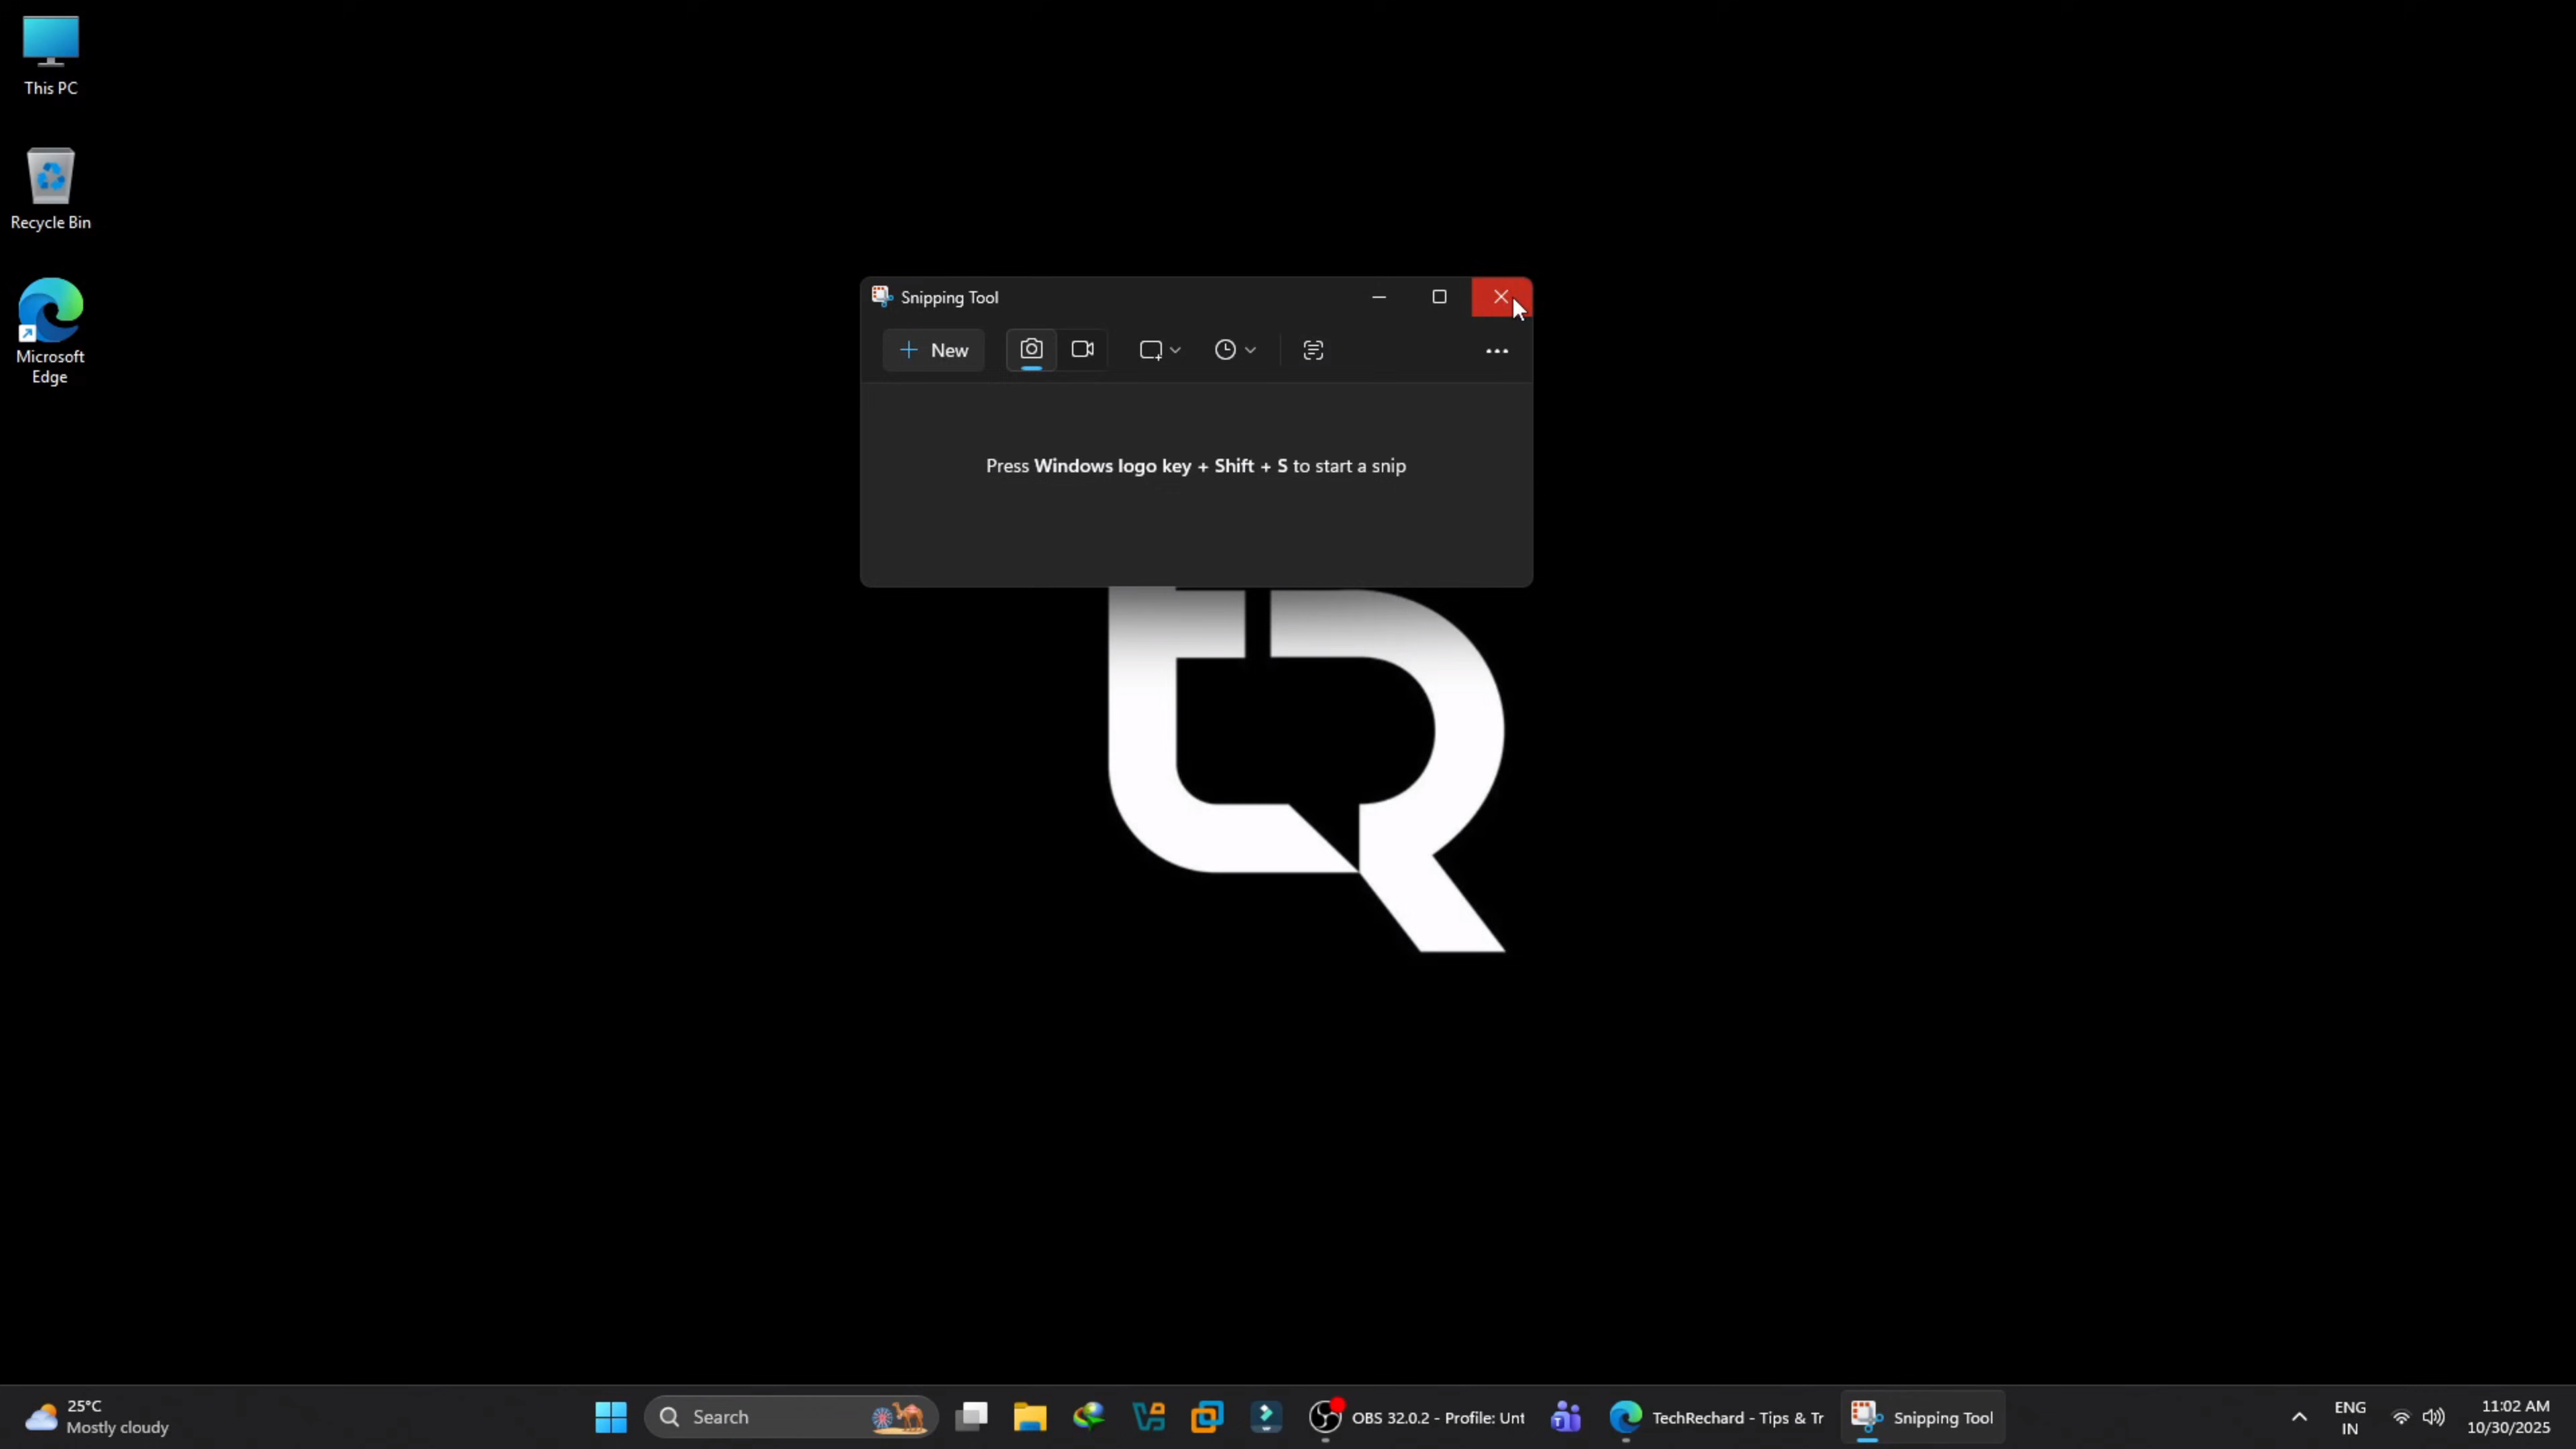 This PC
Recycle Bin
Microsoft
Edge
Snipping Tool
New
Press Windows logo key + Shift + S to start a snip
25°C
Mostly cloudy
Search
OBS 32.0.2 - Profile: Unt
TechRechard - Tips & Tr
Snipping Tool
ENG
IN
11:02 AM
10/30/2025